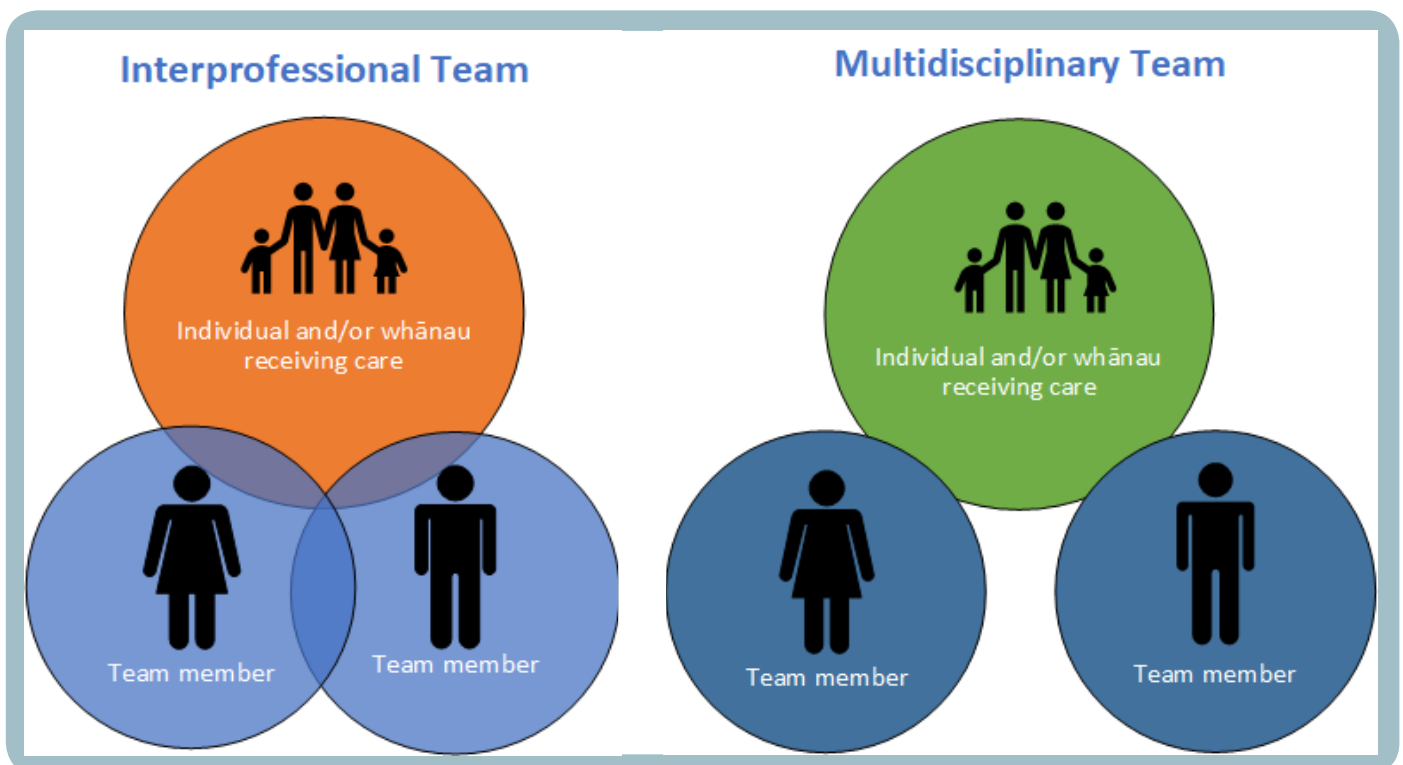 Interprofessional Team
Individual and/or whānau
receiving care
Team member
Team member
Multidisciplinary Team
Individual and/or whānau
receiving care
Team member
Team member